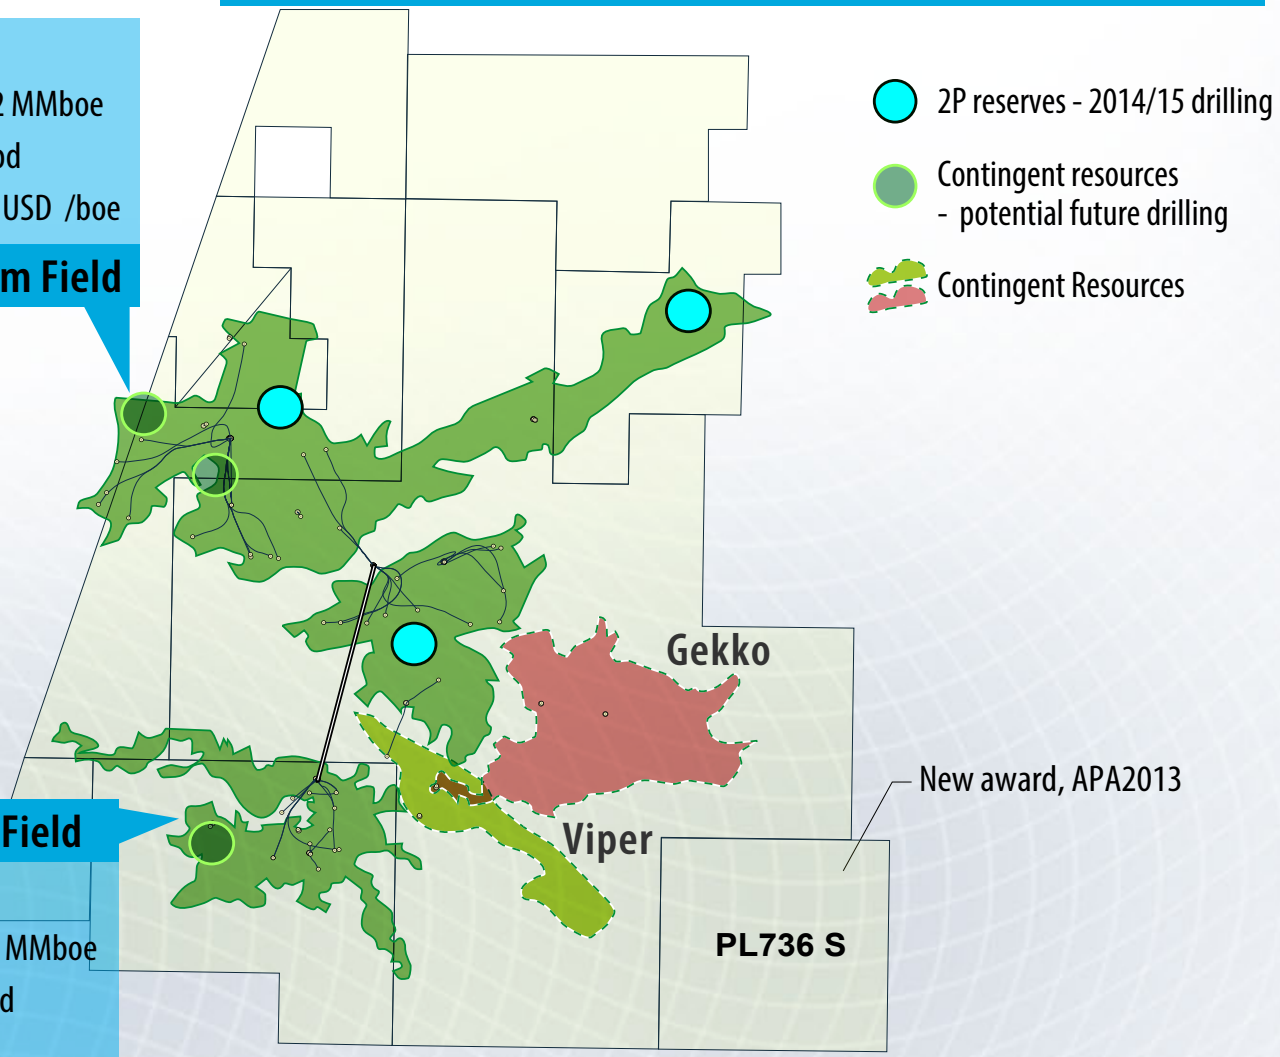 MMboe
USD /boe
Field
2P reserves - 2014/15 drilling
Contingent resources
- potential future drilling
Contingent Resources
Gekko
Viper
New award, APA2013
PL736 S
Field
MMboe